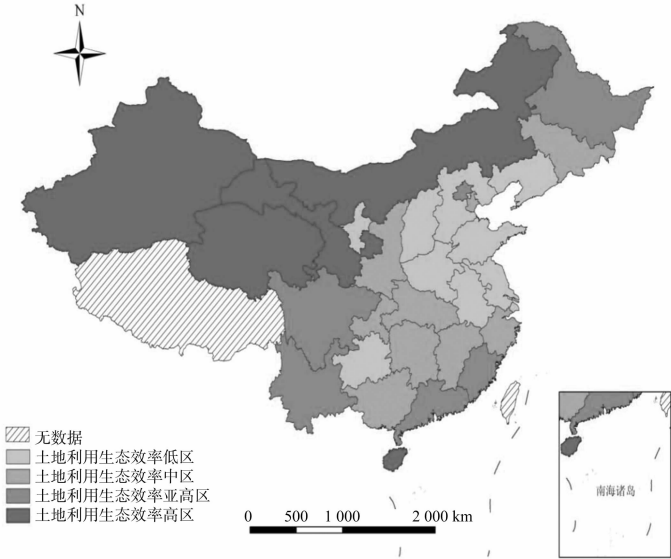 N
无数据
土地利用生态效率低区
土地利用生态效率中区
土地利用生态效率亚高区
土地利用生态效率高区
0 500 1 000 2 000 km
南海诸岛